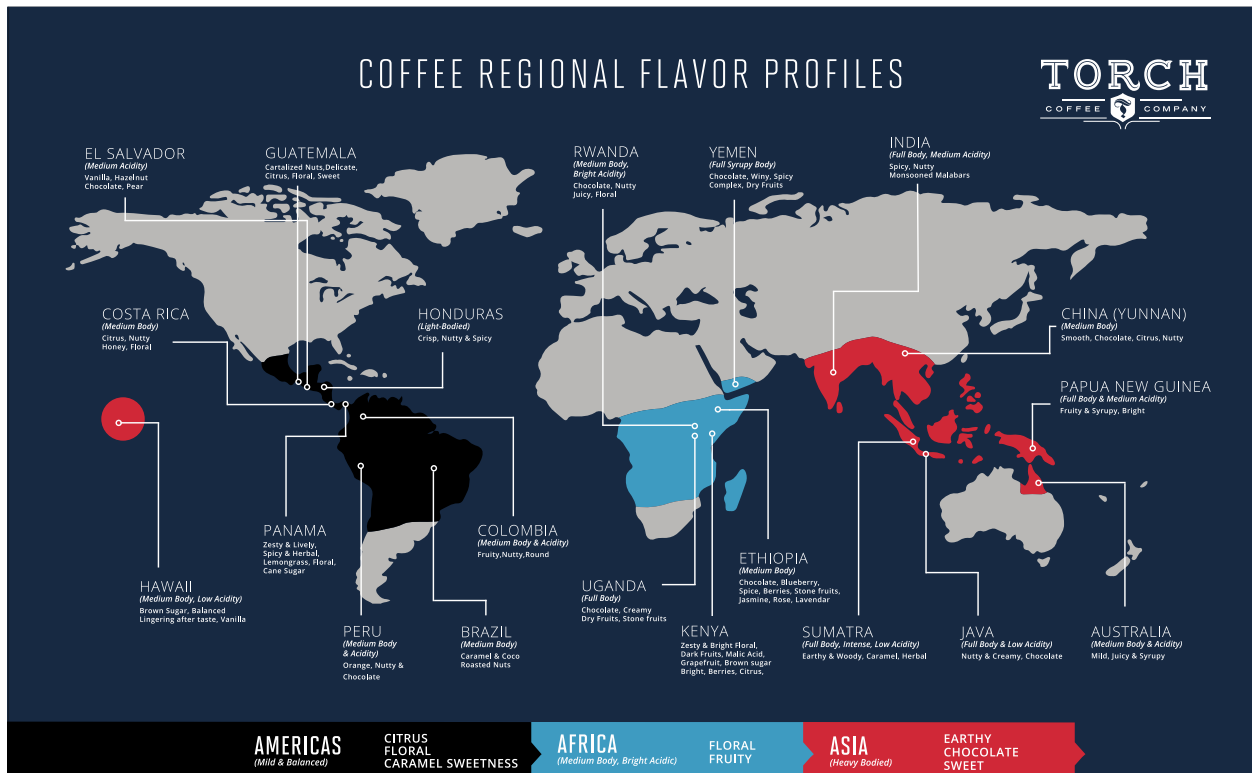 COFFEE REGIONAL FLAVOR PROFILES
TORCH
COFFEE COMPANY
EL SALVADOR
(Medium Acidity)
Vanilla, Hazelnut
Chocolate, Pear
GUATEMALA
Cartalized Nuts,Delicate,
Citrus, Floral, Sweet
RWANDA
(Medium Body,
Bright Acidity)
Chocolate, Nutty
Juicy, Floral
YEMEN
(Full Syrupy Body)
Chocolate, Winy, Spicy
Complex, Dry Fruits
INDIA
(Full Body, Medium Acidity)
Spicy, Nutty
Monsooned Malabars
COSTA RICA
(Medium Body)
Citrus, Nutty
Honey, Floral
HONDURAS
(Light-Bodied)
Crisp, Nutty & Spicy
CHINA (YUNNAN)
(Medium Body)
Smooth, Chocolate, Citrus, Nutty
PAPUA NEW GUINEA
(Full Body & Medium Acidity)
Fruity & Syrupy, Bright
HAWAII
(Medium Body, Low Acidity)
Brown Sugar, Balanced
Lingering after taste, Vanilla
PANAMA
Zesty & Lively,
Spicy & Herbal,
Lemongrass, Floral,
Cane Sugar
COLOMBIA
(Medium Body & Acidity)
Fruity,Nutty,Round
PERU
(Medium Body
& Acidity)
Orange, Nutty &
Chocolate
BRAZIL
(Medium Body)
Caramel & Coco
Roasted Nuts
UGANDA
(Full Body)
Chocolate, Creamy
Dry Fruits, Stone fruits
KENYA
Zesty & Bright Floral,
Dark Fruits, Malic Acid,
Grapefruit, Brown sugar
Bright, Berries, Citrus,
ETHIOPIA
(Medium Body)
Chocolate, Blueberry,
Spice, Berries, Stone fruits,
Jasmine, Rose, Lavendar
SUMATRA
(Full Body, Intense, Low Acidity)
Earthy & Woody, Caramel, Herbal
JAVA
(Full Body & Low Acidity)
Nutty & Creamy, Chocolate
AUSTRALIA
(Medium Body & Acidity)
Mild, Juicy & Syrupy
AMERICAS
(Mild & Balanced)
CITRUS
FLORAL
CARAMEL SWEETNESS
AFRICA
(Medium Body, Bright Acidic)
FLORAL
FRUITY
ASIA
(Heavy Bodied)
EARTHY
CHOCOLATE
SWEET